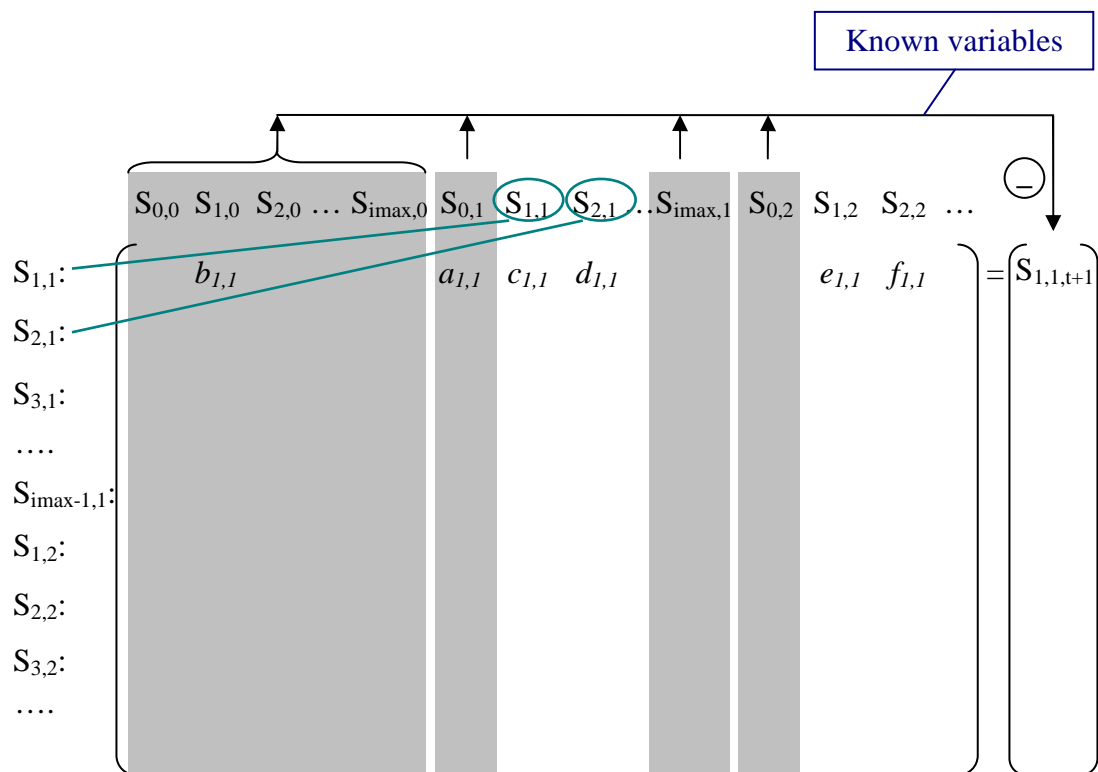 Known variables
–
S0,0 S1,0 S2,0 … Simax,0 S0,1 S1,1 S2,1 … Simax,1 S0,2 S1,2 S2,2 …
S1,1: b1,1 a1,1 c1,1 d1,1 e1,1 f1,1 = S1,1,t+1
S2,1:
S3,1:
….
Simax-1,1:
S1,2:
S2,2:
S3,2:
….